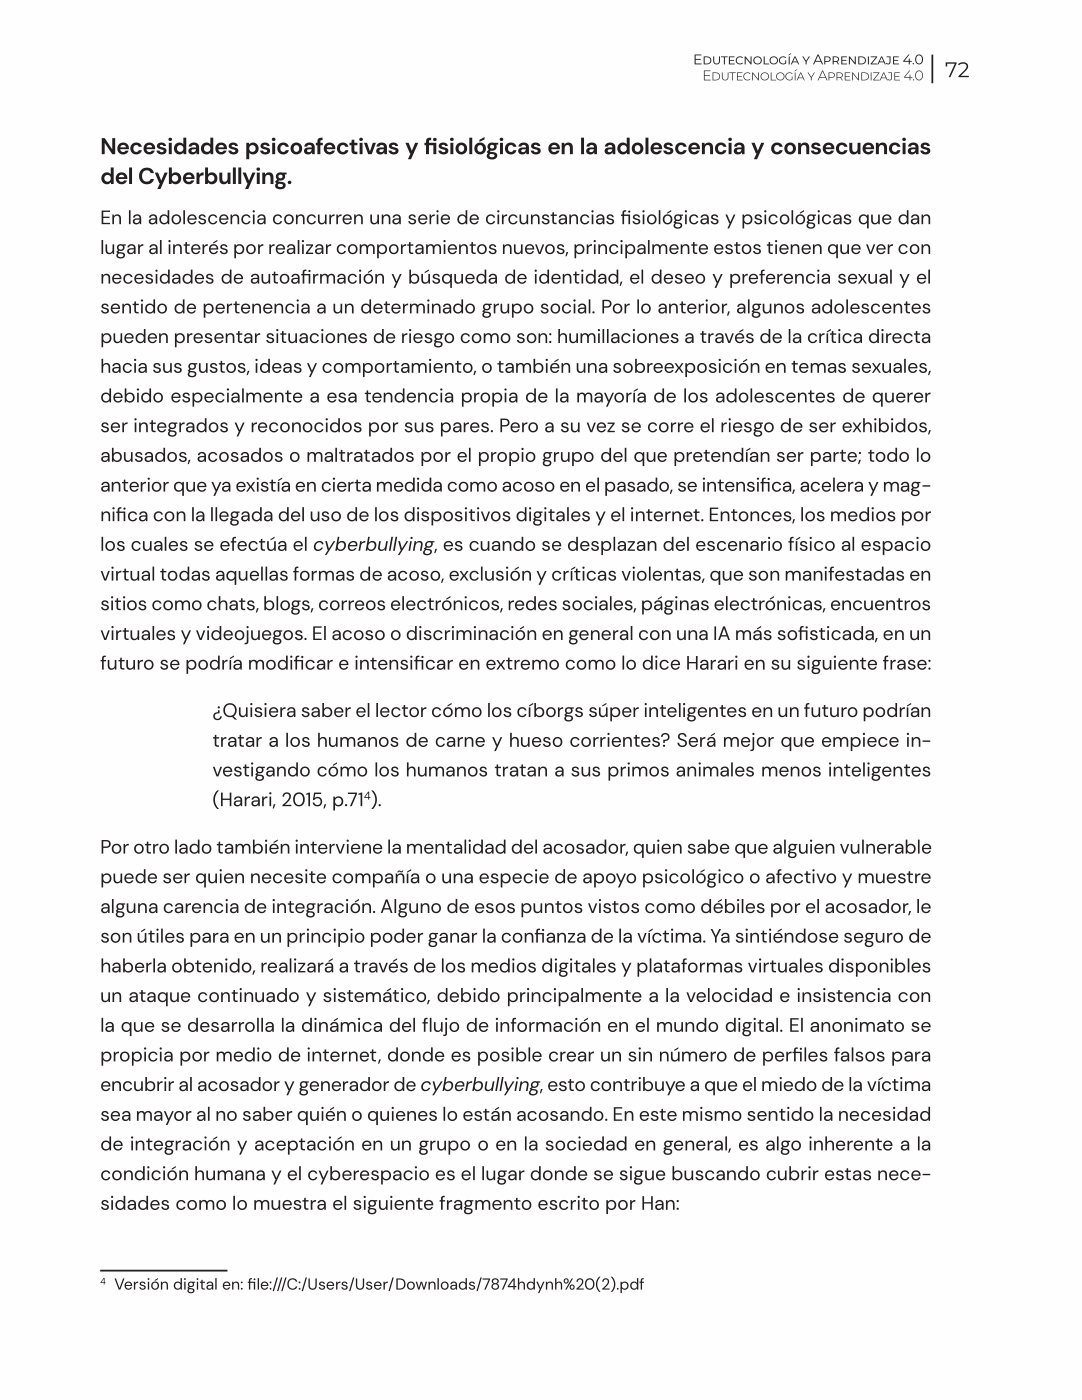 Edutecnología y Aprendizaje 4.0
Edutecnología y Aprendizaje 4.0
72
Necesidades psicoafectivas y fisiológicas en la adolescencia y consecuencias
del Cyberbullying.
En la adolescencia concurren una serie de circunstancias fisiológicas y psicológicas que dan
lugar al interés por realizar comportamientos nuevos, principalmente estos tienen que ver con
necesidades de autoafirmación y búsqueda de identidad, el deseo y preferencia sexual y el
sentido de pertenencia a un determinado grupo social. Por lo anterior, algunos adolescentes
pueden presentar situaciones de riesgo como son: humillaciones a través de la crítica directa
hacia sus gustos, ideas y comportamiento, o también una sobreexposición en temas sexuales,
debido especialmente a esa tendencia propia de la mayoría de los adolescentes de querer
ser integrados y reconocidos por sus pares. Pero a su vez se corre el riesgo de ser exhibidos,
abusados, acosados o maltratados por el propio grupo del que pretendían ser parte; todo lo
anterior que ya existía en cierta medida como acoso en el pasado, se intensifica, acelera y mag-
nifica con la llegada del uso de los dispositivos digitales y el internet. Entonces, los medios por
los cuales se efectúa el cyberbullying, es cuando se desplazan del escenario físico al espacio
virtual todas aquellas formas de acoso, exclusión y críticas violentas, que son manifestadas en
sitios como chats, blogs, correos electrónicos, redes sociales, páginas electrónicas, encuentros
virtuales y videojuegos. El acoso o discriminación en general con una IA más sofisticada, en un
futuro se podría modificar e intensificar en extremo como lo dice Harari en su siguiente frase:
¿Quisiera saber el lector cómo los cíborgs súper inteligentes en un futuro podrían
tratar a los humanos de carne y hueso corrientes? Será mejor que empiece in-
vestigando cómo los humanos tratan a sus primos animales menos inteligentes
(Harari, 2015, p.71⁴).
Por otro lado también interviene la mentalidad del acosador, quien sabe que alguien vulnerable
puede ser quien necesite compañía o una especie de apoyo psicológico o afectivo y muestre
alguna carencia de integración. Alguno de esos puntos vistos como débiles por el acosador, le
son útiles para en un principio poder ganar la confianza de la víctima. Ya sintiéndose seguro de
haberla obtenido, realizará a través de los medios digitales y plataformas virtuales disponibles
un ataque continuado y sistemático, debido principalmente a la velocidad e insistencia con
la que se desarrolla la dinámica del flujo de información en el mundo digital. El anonimato se
propicia por medio de internet, donde es posible crear un sin número de perfiles falsos para
encubrir al acosador y generador de cyberbullying, esto contribuye a que el miedo de la víctima
sea mayor al no saber quién o quienes lo están acosando. En este mismo sentido la necesidad
de integración y aceptación en un grupo o en la sociedad en general, es algo inherente a la
condición humana y el cyberespacio es el lugar donde se sigue buscando cubrir estas nece-
sidades como lo muestra el siguiente fragmento escrito por Han:
⁴ Versión digital en: file:///C:/Users/User/Downloads/7874hdynh%20(2).pdf